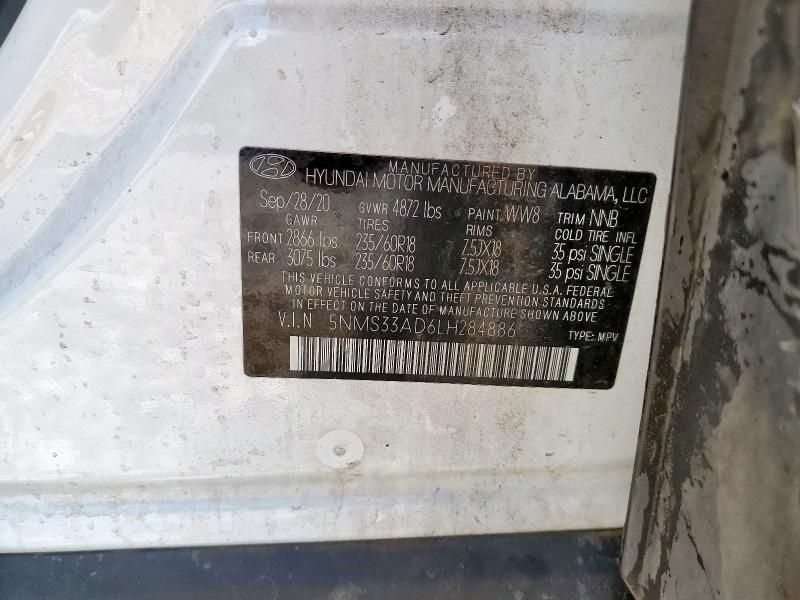 MANUFACTURED BY
HYUNDAI MOTOR MANUFACTURING ALABAMA, LLC
Sep/28/20 GVWR 4872 lbs PAINT WW8 TRIM NNB
GAWR TIRES RIMS COLD TIRE INFL
FRONT 2866 lbs 235/60R18 7.5JX18 35 psi SINGLE
REAR 3075 lbs 235/60R18 7.5JX18 35 psi SINGLE
THIS VEHICLE CONFORMS TO ALL APPLICABLE U.S.A. FEDERAL
MOTOR VEHICLE SAFETY AND THEFT PREVENTION STANDARDS
IN EFFECT ON THE DATE OF MANUFACTURE SHOWN ABOVE
V.I.N 5NMS33AD6LH284886 TYPE: MPV